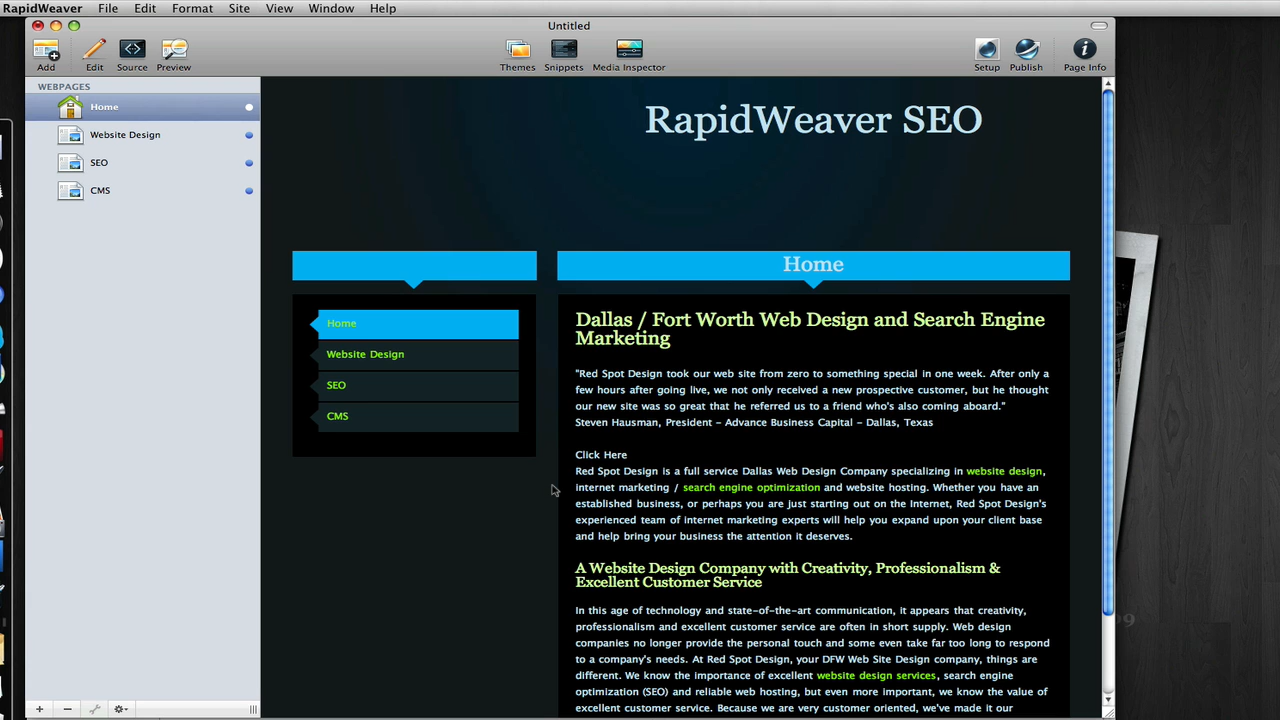 RapidWeaver File Edit Format Site View Window Help
Untitled
Add Edit Source Preview Themes Snippets Media Inspector Setup Publish Page Info
WEBPAGES
Home
Website Design
SEO
CMS
RapidWeaver SEO
Home
Home
Website Design
SEO
CMS
Dallas / Fort Worth Web Design and Search Engine
Marketing
"Red Spot Design took our web site from zero to something special in one week. After only a
few hours after going live, we not only received a new prospective customer, but he thought
our new site was so great that he referred us to a friend who's also coming aboard."
Steven Hausman, President - Advance Business Capital - Dallas, Texas
Click Here
Red Spot Design is a full service Dallas Web Design Company specializing in website design,
internet marketing / search engine optimization and website hosting. Whether you have an
established business, or perhaps you are just starting out on the Internet, Red Spot Design's
experienced team of internet marketing experts will help you expand upon your client base
and help bring your business the attention it deserves.
A Website Design Company with Creativity, Professionalism &
Excellent Customer Service
In this age of technology and state-of-the-art communication, it appears that creativity,
professionalism and excellent customer service are often in short supply. Web design
companies no longer provide the personal touch and some even take far too long to respond
to a company's needs. At Red Spot Design, your DFW Web Site Design company, things are
different. We know the importance of excellent website design services, search engine
optimization (SEO) and reliable web hosting, but even more important, we know the value of
excellent customer service. Because we are very customer oriented, we've made it our